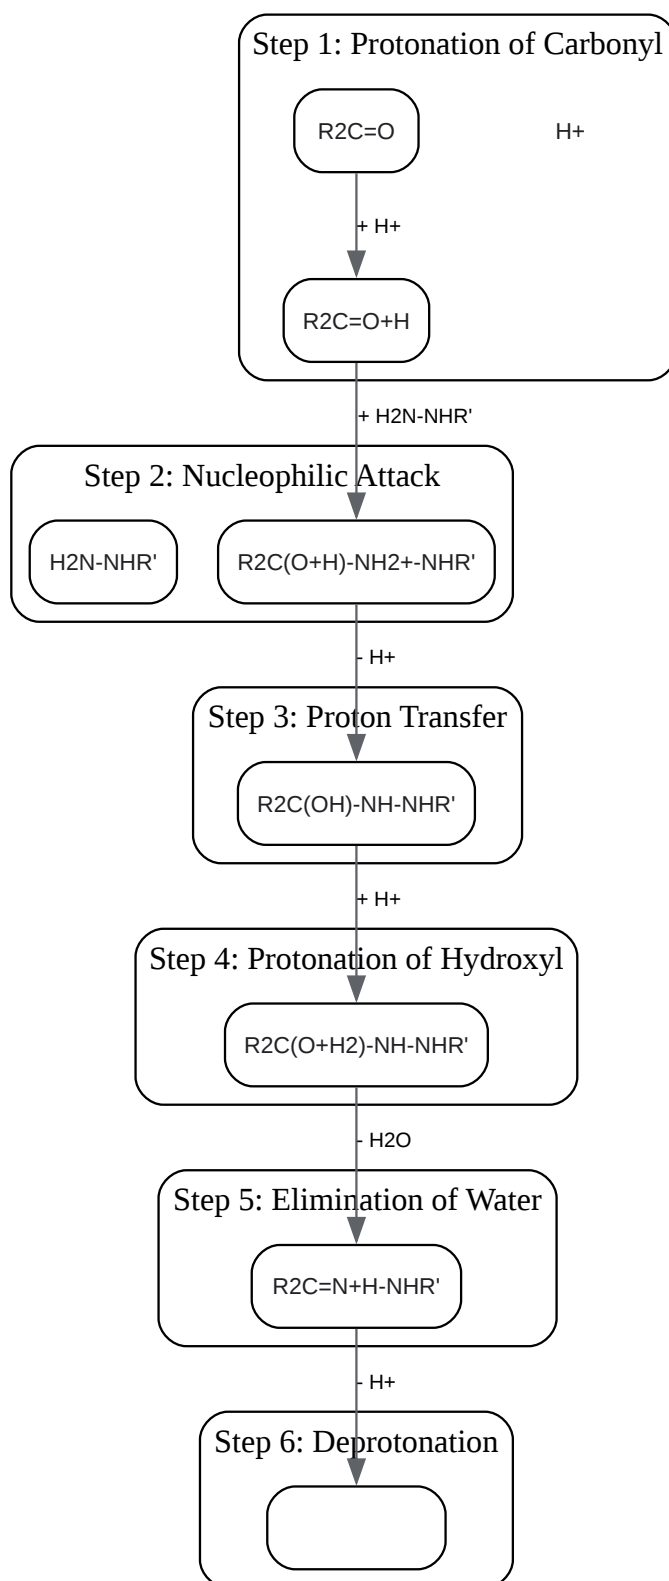 Step 1: Protonation of Carbonyl
R2C=O
H+
+ H+
R2C=O+H
+ H2N-NHR'
Step 2: Nucleophilic Attack
H2N-NHR'
R2C(O+H)-NH2+-NHR'
- H+
Step 3: Proton Transfer
R2C(OH)-NH-NHR'
+ H+
Step 4: Protonation of Hydroxyl
R2C(O+H2)-NH-NHR'
- H2O
Step 5: Elimination of Water
R2C=N+H-NHR'
- H+
Step 6: Deprotonation